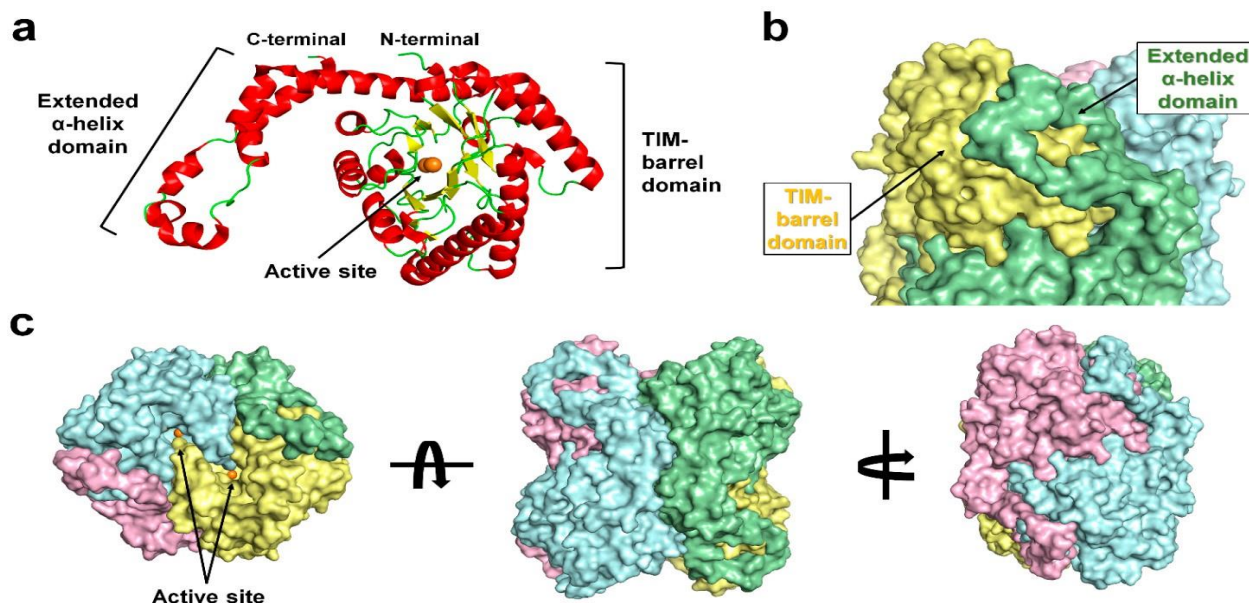 a
C-terminal
N-terminal
Extended
α-helix
domain
TIM-
barrel
domain
Active site
b
Extended
α-helix
domain
TIM-
barrel
domain
c
Active site